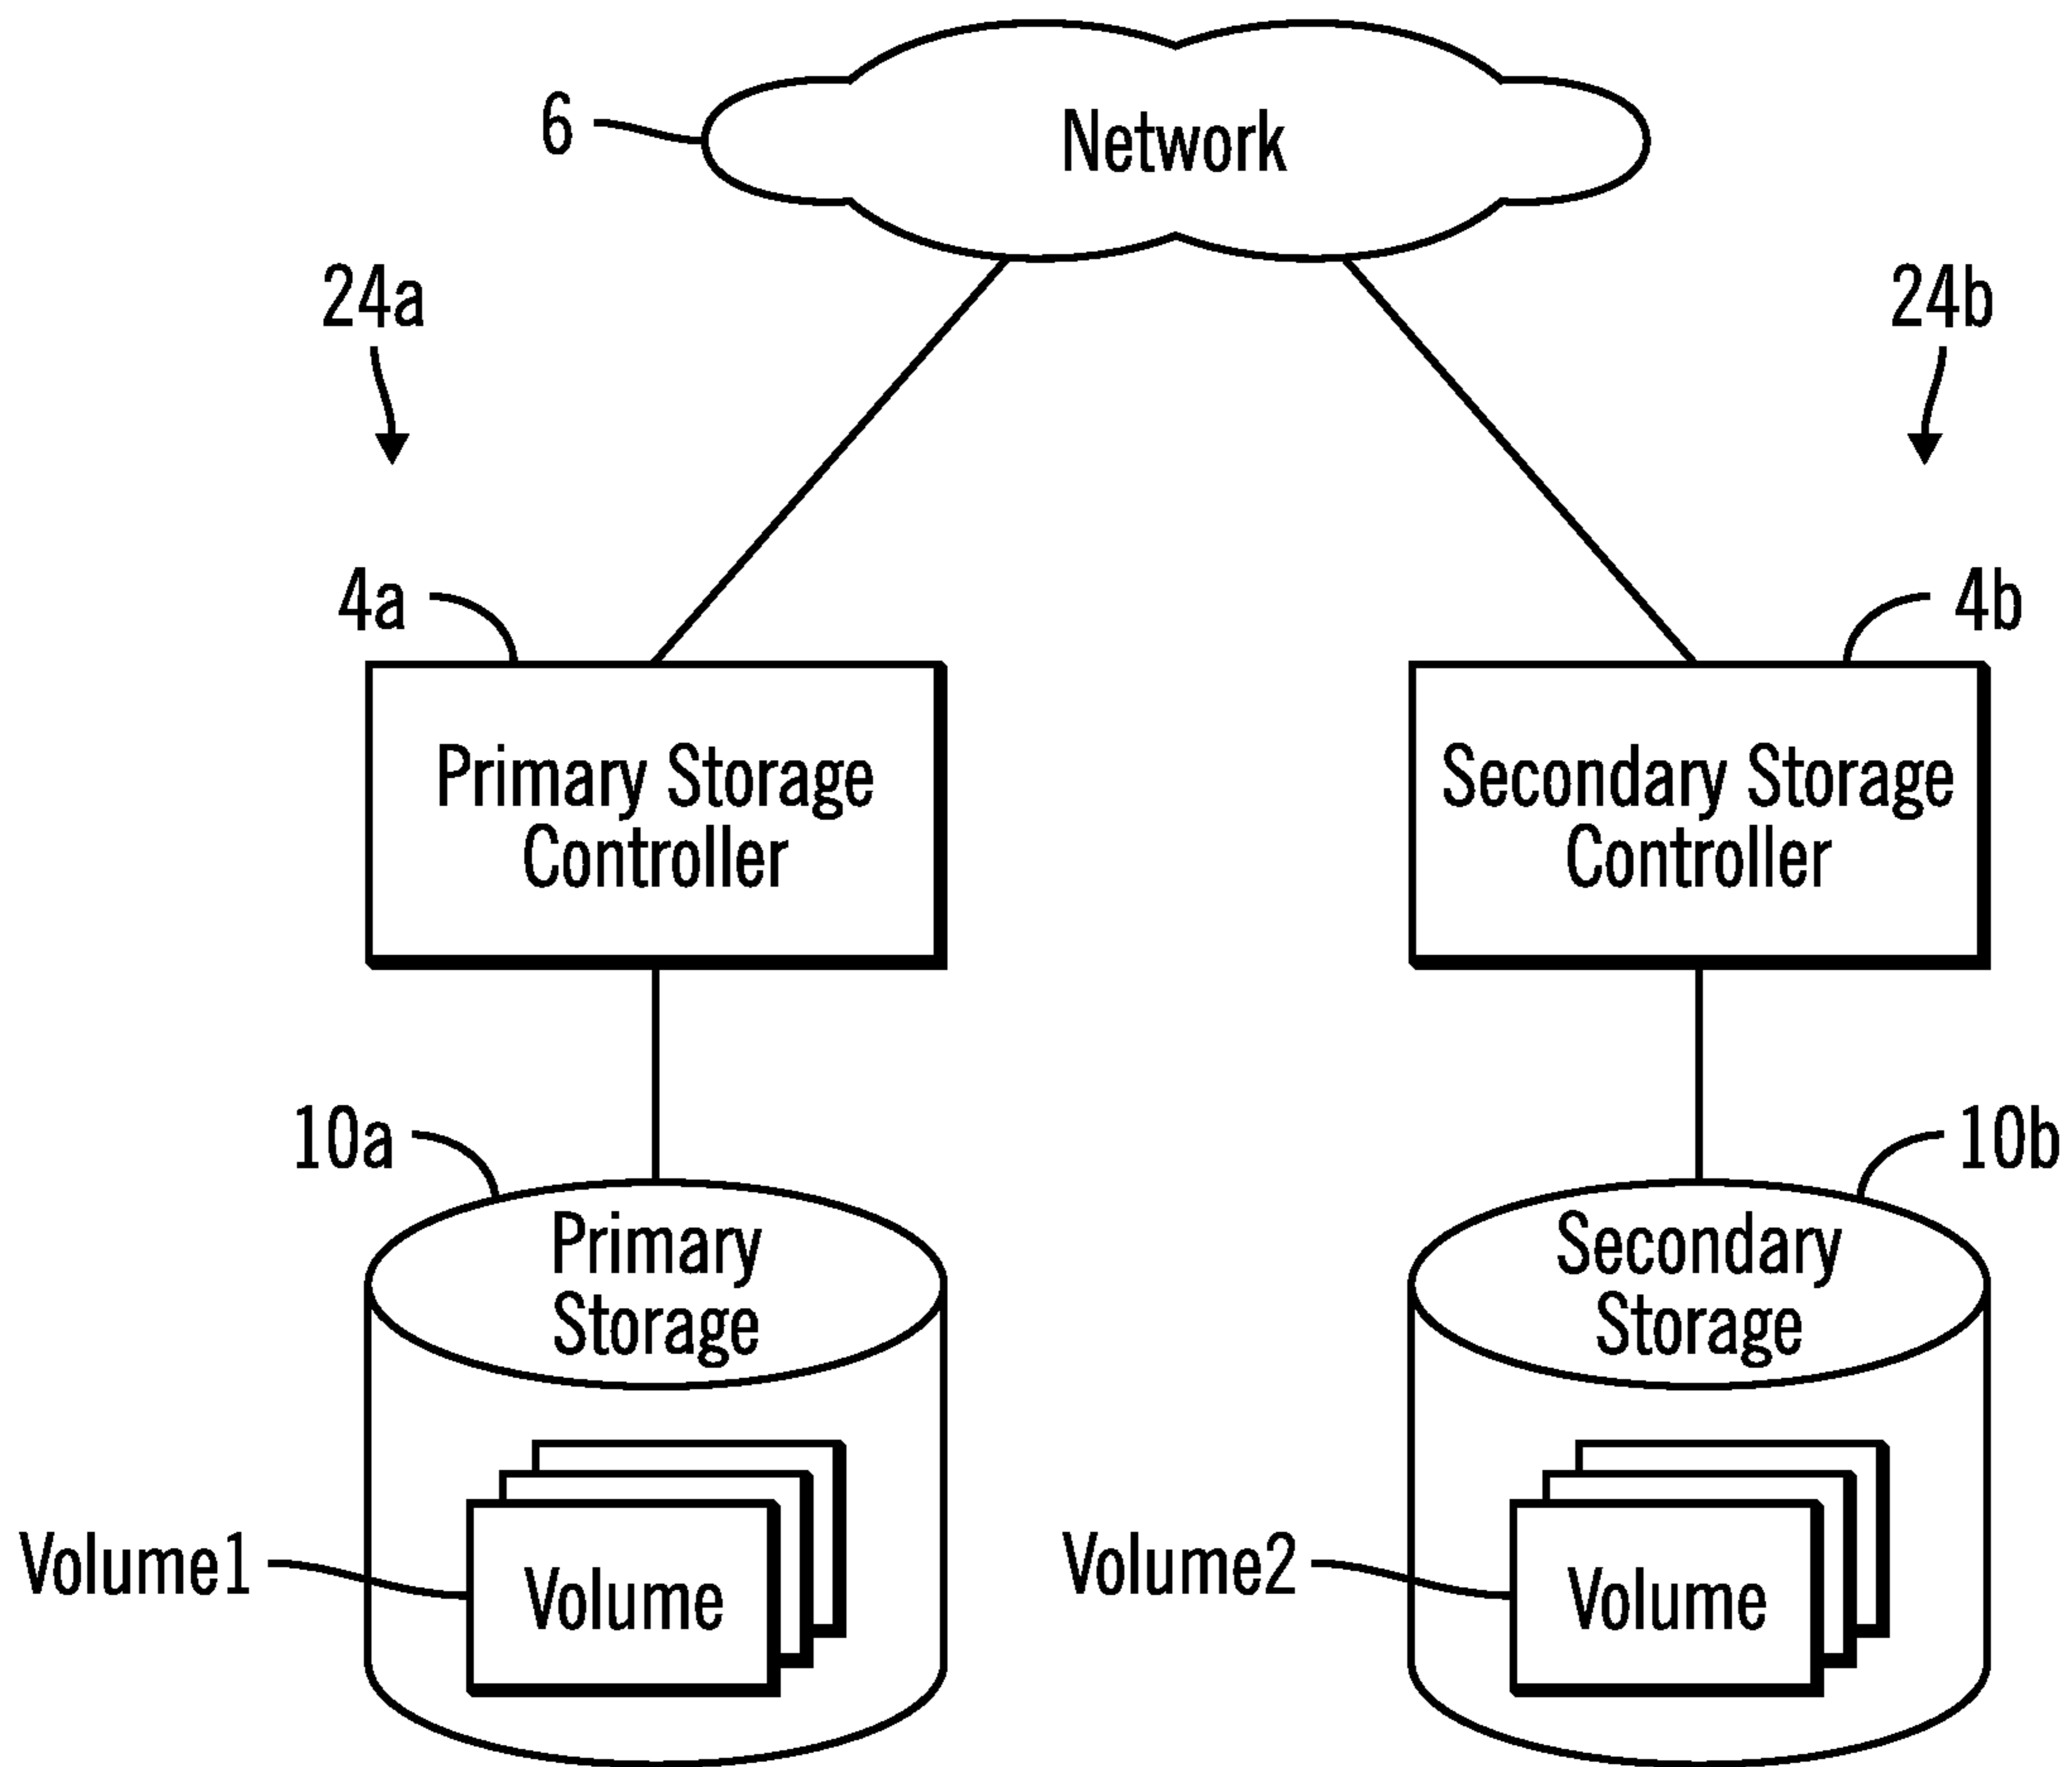 6
Network
24a
24b
4a
4b
Primary Storage
Controller
Secondary Storage
Controller
10a
10b
Primary
Storage
Secondary
Storage
Volume1
Volume
Volume2
Volume